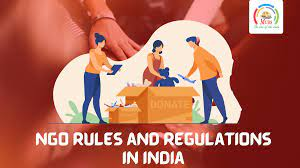 DONATE
NGO RULES AND REGULATIONS
IN INDIA